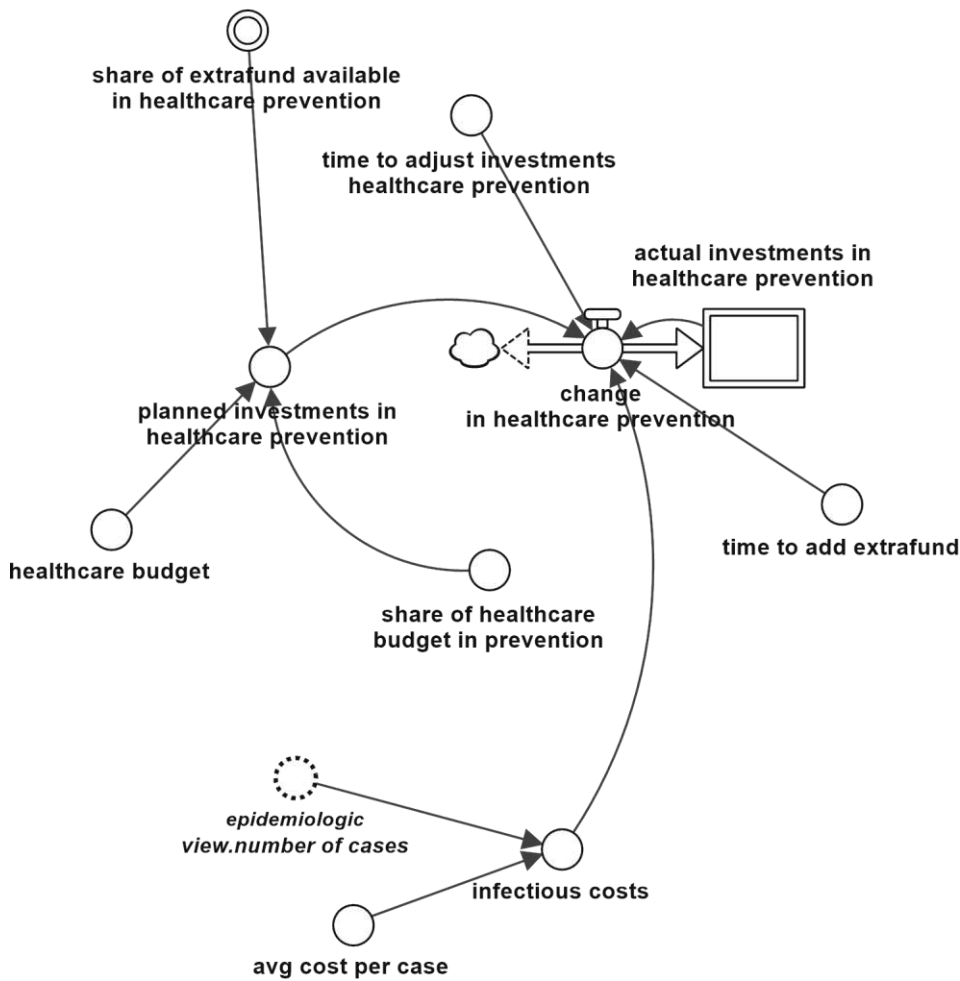 share of extrafund available
in healthcare prevention
time to adjust investments
healthcare prevention
actual investments in
healthcare prevention
change
in healthcare prevention
planned investments in
healthcare prevention
time to add extrafund
healthcare budget
share of healthcare
budget in prevention
epidemiologic
view.number of cases
infectious costs
avg cost per case